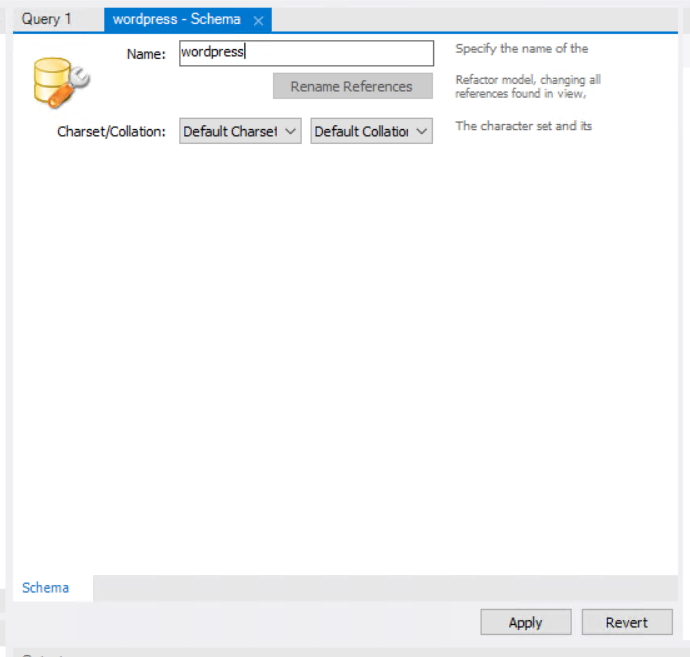 Query 1
wordpress - Schema
Name:
wordpress
Specify the name of the
Rename References
Refactor model, changing all
references found in view,
Charset/Collation:
Default Charset
Default Collation
The character set and its
Schema
Apply
Revert